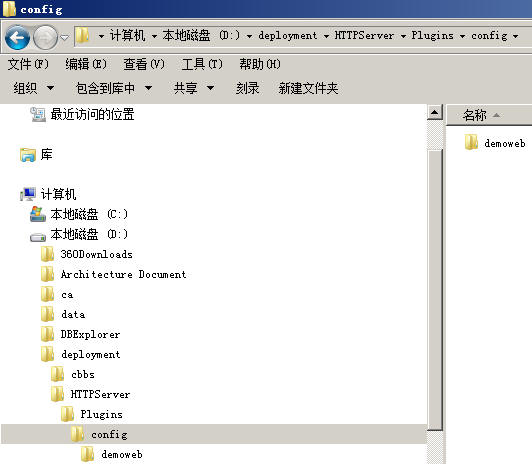 config
计算机 本地磁盘 (D:) deployment HTTPServer Plugins config
文件(F) 编辑(E) 查看(V) 工具(T) 帮助(H)
组织 包含到库中 共享 刻录 新建文件夹
最近访问的位置
库
计算机
本地磁盘 (C:)
本地磁盘 (D:)
360Downloads
Architecture Document
ca
data
DBExplorer
deployment
cbbs
HTTPServer
Plugins
config
demoweb
名称
demoweb